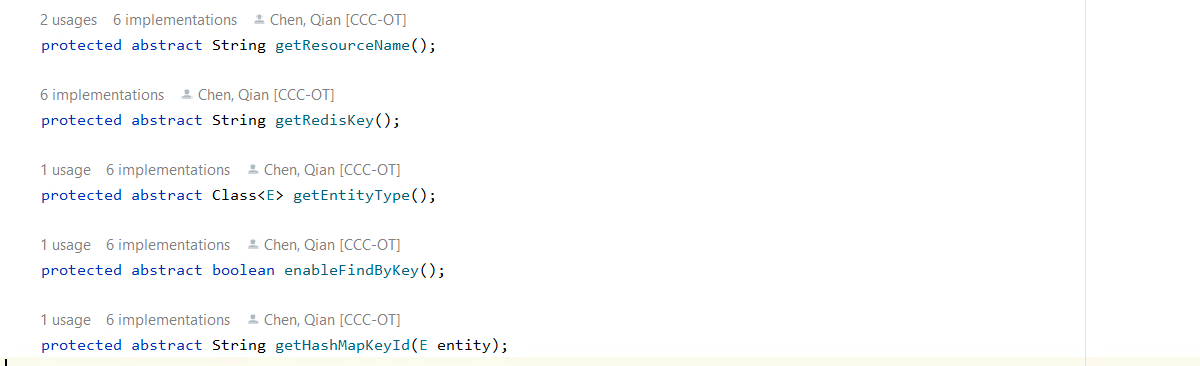 2 usages 6 implementations Chen, Qian [CCC-OT]
protected abstract String getResourceName();
6 implementations Chen, Qian [CCC-OT]
protected abstract String getRedisKey();
1 usage 6 implementations Chen, Qian [CCC-OT]
protected abstract Class<E> getEntityType();
1 usage 6 implementations Chen, Qian [CCC-OT]
protected abstract boolean enableFindByKey();
1 usage 6 implementations Chen, Qian [CCC-OT]
protected abstract String getHashMapKeyId(E entity);